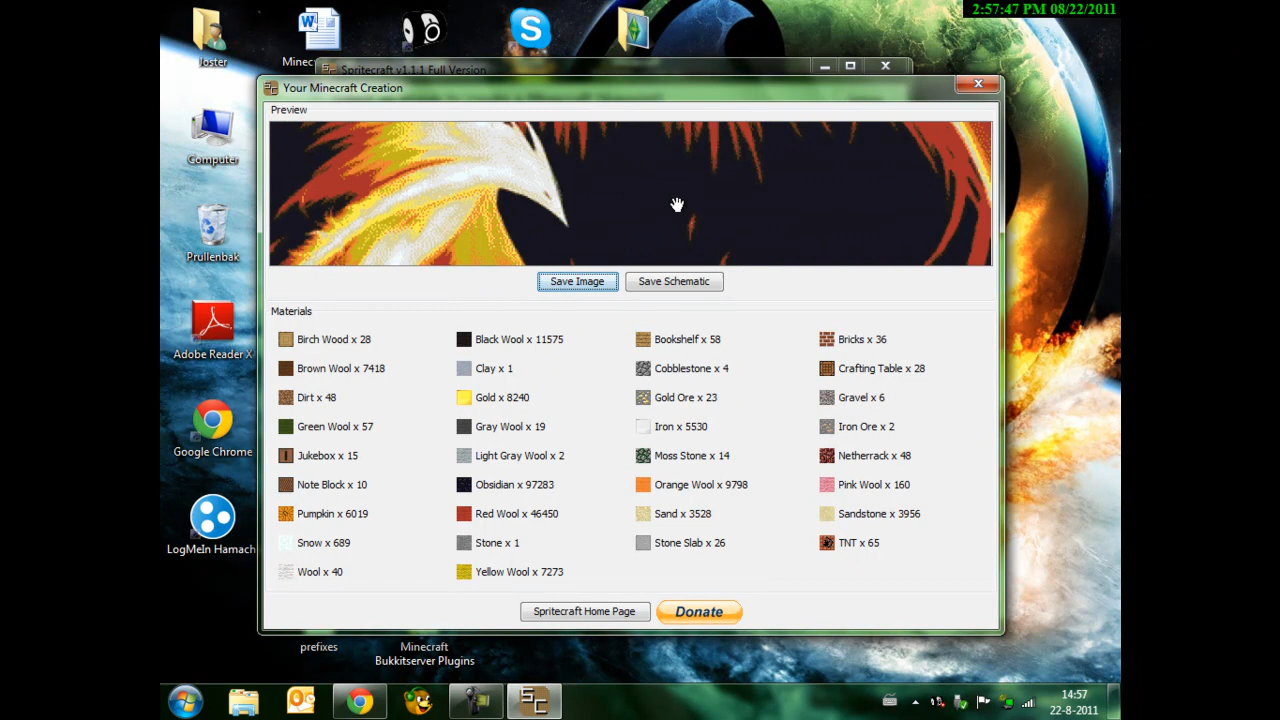 2:57:47 PM 08/22/2011
Joster
Minec
Spritecraft v1.1.1 Full Version
Your Minecraft Creation
Preview
Computer
Prullenbak
Adobe Reader X
Google Chrome
LogMeIn Hamach
Save Image Save Schematic
Materials
Birch Wood x 28 Black Wool x 11575 Bookshelf x 58 Bricks x 36
Brown Wool x 7418 Clay x 1 Cobblestone x 4 Crafting Table x 28
Dirt x 48 Gold x 8240 Gold Ore x 23 Gravel x 6
Green Wool x 57 Gray Wool x 19 Iron x 5530 Iron Ore x 2
Jukebox x 15 Light Gray Wool x 2 Moss Stone x 14 Netherrack x 48
Note Block x 10 Obsidian x 97283 Orange Wool x 9798 Pink Wool x 160
Pumpkin x 6019 Red Wool x 46450 Sand x 3528 Sandstone x 3956
Snow x 689 Stone x 1 Stone Slab x 26 TNT x 65
Wool x 40 Yellow Wool x 7273
Spritecraft Home Page Donate
prefixes
Minecraft
Bukkitserver Plugins
14:57
22-8-2011